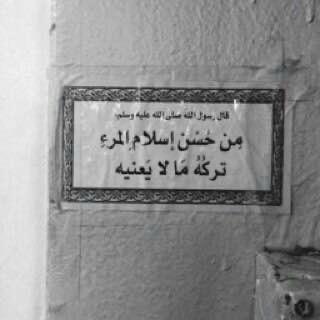 قال رسول الله صلى الله عليه وسلم:
مِن حُسْن إسلام المرءِ
تركُهُ مَا لا يَعنيه